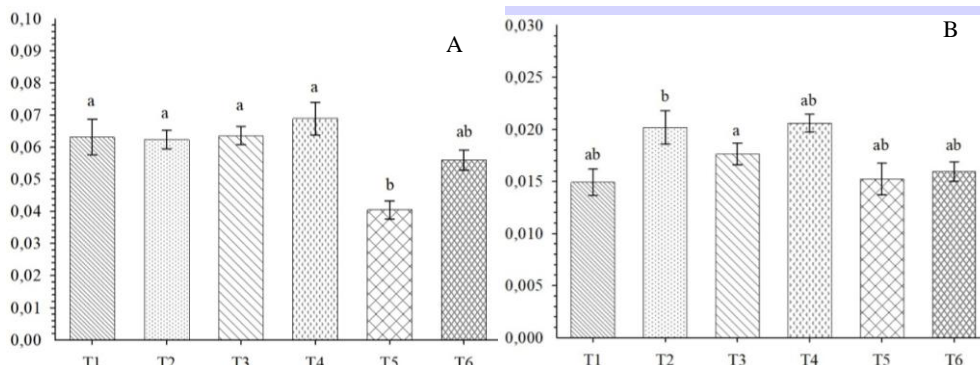 A
0,10
0,09
0,08
0,07
0,06
0,05
0,04
0,03
0,02
0,01
0,00
a
a
a
a
b
ab
T1 T2 T3 T4 T5 T6
B
0,030
0,025
0,020
0,015
0,010
0,005
0,000
ab
b
a
ab
ab
ab
T1 T2 T3 T4 T5 T6